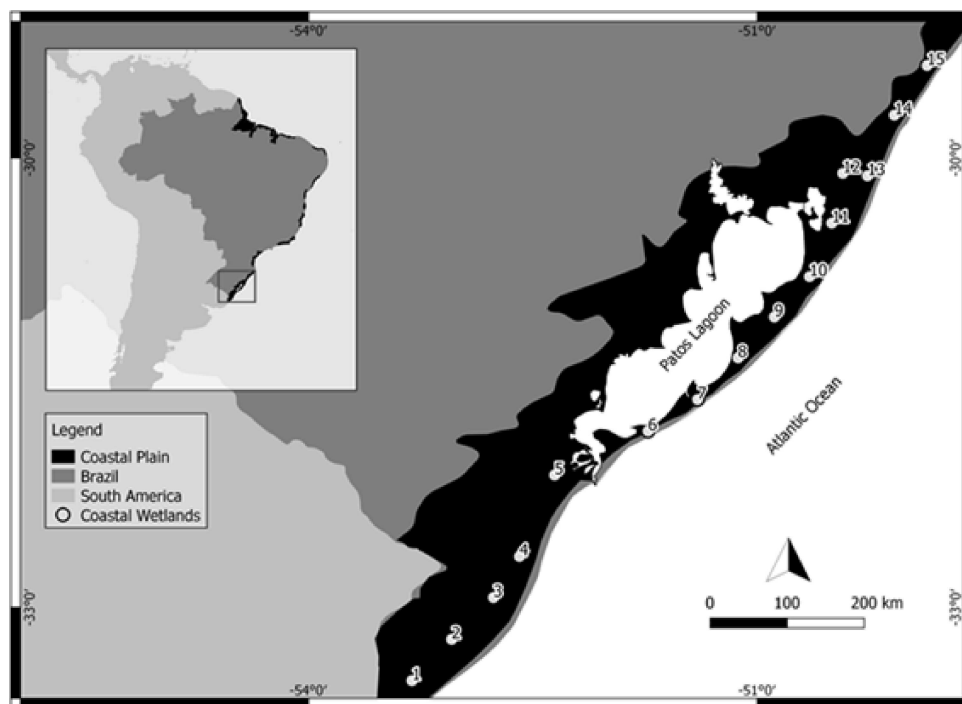 -54°0′
-51°0′
15
14
-30°0′
-30°0′
12
13
11
10
9
Patos Lagoon
8
7
Atlantic Ocean
6
5
Legend
Coastal Plain
Brazil
South America
Coastal Wetlands
4
3
0 100 200 km
-33°0′
-33°0′
2
1
-54°0′
-51°0′